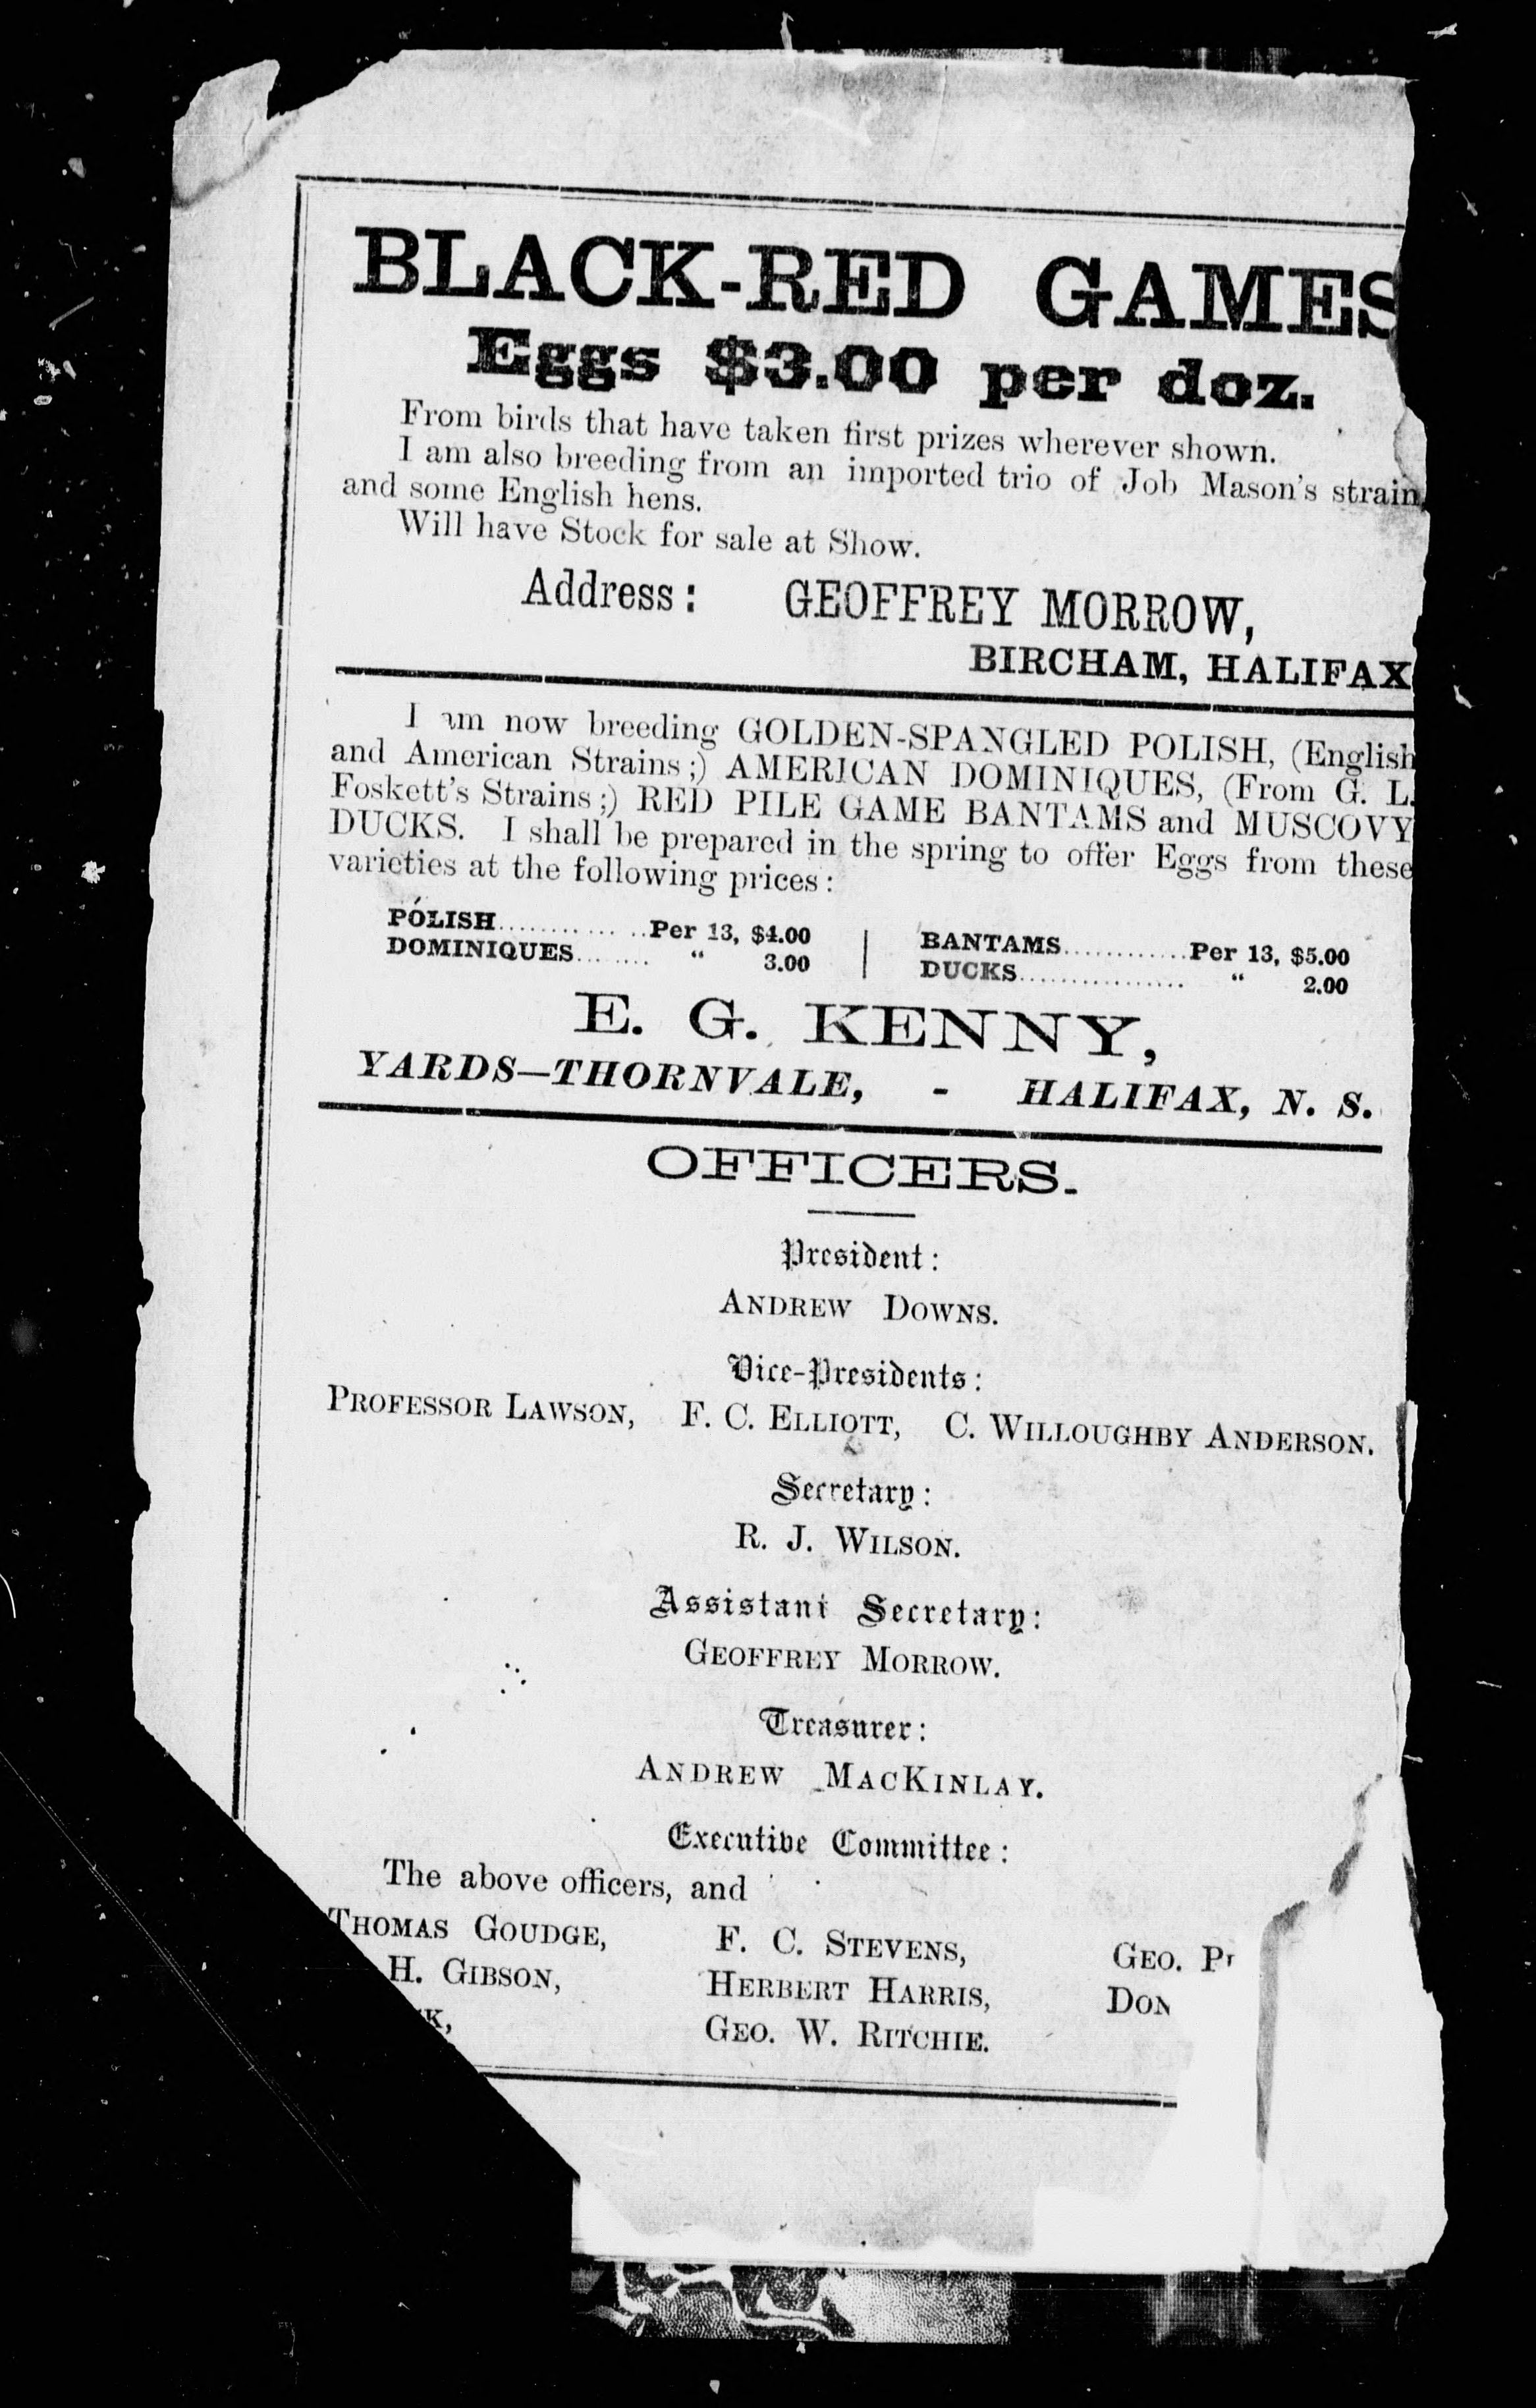 BLACK-RED GAMES
Eggs $3.00 per doz.
From birds that have taken first prizes wherever shown.
I am also breeding from an imported trio of Job Mason's strain,
and some English hens.
Will have Stock for sale at Show.
Address: GEOFFREY MORROW,
BIRCHAM, HALIFAX
I am now breeding GOLDEN-SPANGLED POLISH, (English
and American Strains;) AMERICAN DOMINIQUES, (From G. L.
Foskett's Strains;) RED PILE GAME BANTAMS and MUSCOVY
DUCKS. I shall be prepared in the spring to offer Eggs from these
varieties at the following prices:
POLISH.............Per 13, $4.00 | BANTAMS............Per 13, $5.00
DOMINIQUES........ “ 3.00 | DUCKS................ “ 2.00
E. G. KENNY,
YARDS—THORNVALE, - HALIFAX, N. S.
OFFICERS.
President:
ANDREW DOWNS.
Vice-Presidents:
PROFESSOR LAWSON, F. C. ELLIOTT, C. WILLOUGHBY ANDERSON.
Secretary:
R. J. WILSON.
Assistant Secretary:
GEOFFREY MORROW.
Treasurer:
ANDREW MACKINLAY.
Executive Committee:
The above officers, and
THOMAS GOUDGE, F. C. STEVENS, GEO.
H. GIBSON, HERBERT HARRIS, DON
GEO. W. RITCHIE.